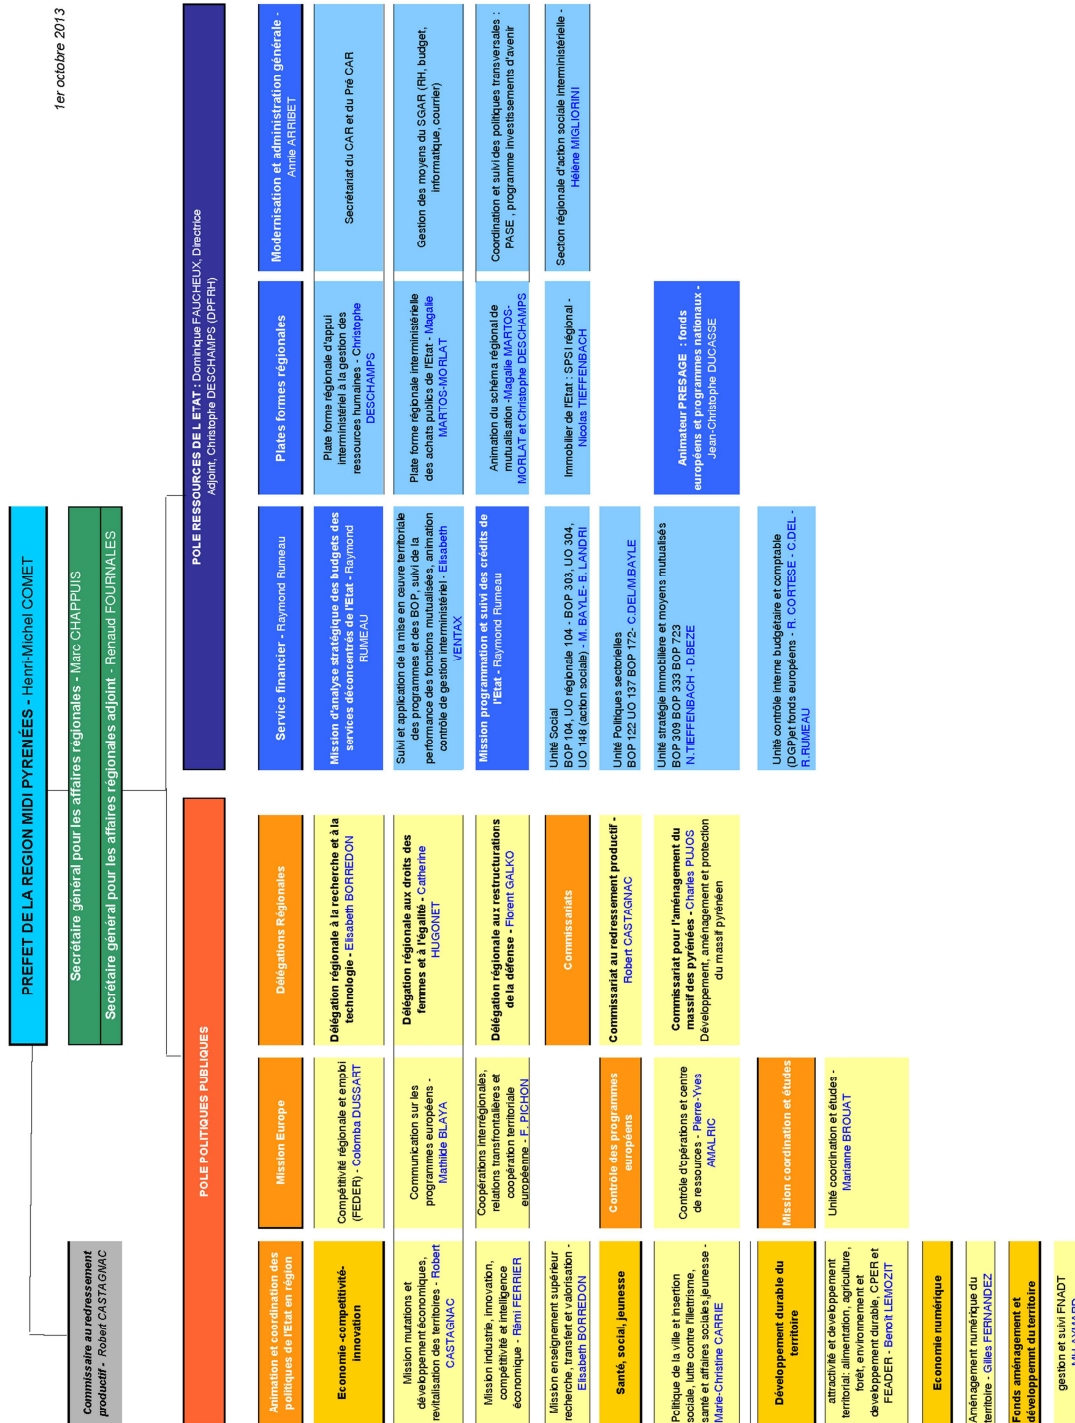 1er octobre 2013
PREFET DE LA REGION MIDI PYRENÉES - Henri-Michel COMET
Commissaire au redressement
productif - Robert CASTAGNAC
Secrétaire général pour les affaires régionales - Marc CHAPPUIS
Secrétaire général pour les affaires régionales adjoint - Renaud FOURNALES
POLE POLITIQUES PUBLIQUES
POLE RESSOURCES DE L ETAT : Dominique FAUCHEUX, Directrice
Adjoint, Christophe DESCHAMPS (DPFRH)
Animation et coordination des
politiques de l'Etat en région
Economie -competitivité-
innovation
Mission mutations et
développement économiques,
revitalisation des territoires - Robert
CASTAGNAC
Mission industrie, innovation,
compétitivité et intelligence
économique - Rémi FERRIER
Mission enseignement supérieur
recherche, transfert et valorisation -
Elisabeth BORREDON
Santé, social, jeunesse
Politique de la ville et insertion
sociale, lutte contre l'illettrisme,
santé et affaires sociales,jeunesse -
Marie-Christine CARRIE
Développement durable du
territoire
attractivité et developpement
territorial: alimentation, agriculture,
forêt, environnement et
developpement durable, CPER et
FEADER - Benoît LEMOZIT
Economie numérique
Aménagement numérique du
territoire - Gilles FERNANDEZ
Fonds aménagement et
développemnt du territoire
gestion et suivi FNADT
Mission Europe
Compétitivité régionale et emploi
(FEDER) - Colomba DUSSART
Communication sur les
programmes européens -
Mathilde BLAYA
Coopérations interrégionales,
relations transfrontalières et
coopération territoriale
européenne - F. PICHON
Contrôle des programmes
européens
Contrôle d'opérations et centre
de ressources - Pierre-Yves
AMALRIC
Mission coordination et études
Unité coordination et études -
Marianne BROUAT
Délégations Régionales
Délégation régionale à la recherche et à la
technologie - Elisabeth BORREDON
Délégation régionale aux droits des
femmes et à l'égalité - Catherine
HUGONET
Délégation régionale aux restructurations
de la défense - Florent GALKO
Commissariats
Commissariat au redressement productif -
Robert CASTAGNAC
Commissariat pour l'aménagement du
massif des pyrénées - Charles PUJOS
Développement, aménagement et protection
du massif pyrénéen
Service financier - Raymond Rumeau
Mission d'analyse stratégique des budgets des
services déconcentrés de l'Etat - Raymond
RUMEAU
Suivi et application de la mise en œuvre territoriale
des programmes et des BOP, suivi de la
performance des fonctions mutualisées, animation
contrôle de gestion interministériel - Elisabeth
VENTAX
Mission programmation et suivi des crédits de
l'Etat - Raymond Rumeau
Unité Social
BOP 104, UO régionale 104 - BOP 303, UO 304,
UO 148 (action sociale) - M. BAYLE- B. LANDRI
Unité Politiques sectorielles
BOP 122 UO 137 BOP 172- C.DEL/M.BAYLE
Unité stratégie immobilière et moyens mutualisés
BOP 309 BOP 333 BOP 723
N.TIEFFENBACH - D.BEZE
Unité contrôle interne budgétaire et comptable
(DGP)et fonds européens - R. CORTESE - C.DEL -
R.RUMEAU
Plates formes régionales
Plate forme régionale d'appui
interministériel à la gestion des
ressources humaines - Christophe
DESCHAMPS
Plate forme régionale interministérielle
des achats publics de l'Etat - Magalie
MARTOS-MORLAT
Animation du schéma régional de
mutualisation -Magalie MARTOS-
MORLAT et Christophe DESCHAMPS
Immobilier de l'Etat : SPSI régional -
Nicolas TIEFFENBACH
Animateur PRESAGE : fonds
européens et programmes nationaux -
Jean-Christophe DUCASSE
Modernisation et administration générale -
Annie ARRIBET
Secrétariat du CAR et du Pré CAR
Gestion des moyens du SGAR (RH, budget,
informatique, courrier)
Coordination et suivi des politiques transversales :
PASE , programme investissements d'avenir
Secton régionale d'action sociale interministérielle -
Hélène MIGLIORINI